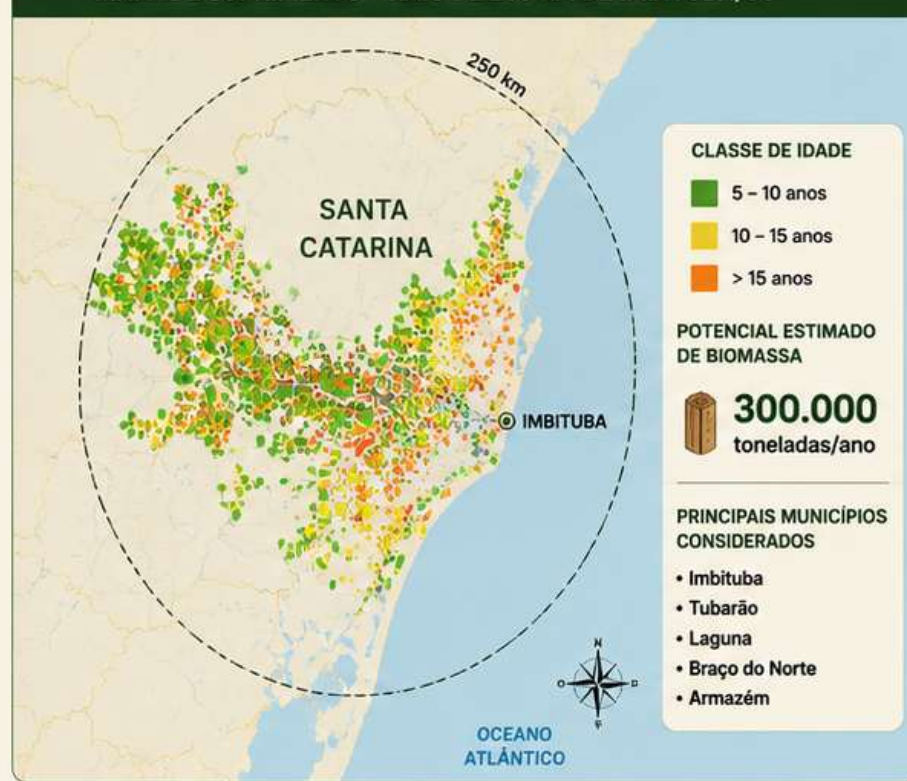 250 km
SANTA
CATARINA
IMBITUBA
OCEANO
ATLÂNTICO
N
O
D
CLASSE DE IDADE
5 – 10 anos
10 – 15 anos
> 15 anos
POTENCIAL ESTIMADO
DE BIOMASSA
300.000
toneladas/ano
PRINCIPAIS MUNICÍPIOS
CONSIDERADOS
• Imbituba
• Tubarão
• Laguna
• Braço do Norte
• Armazém